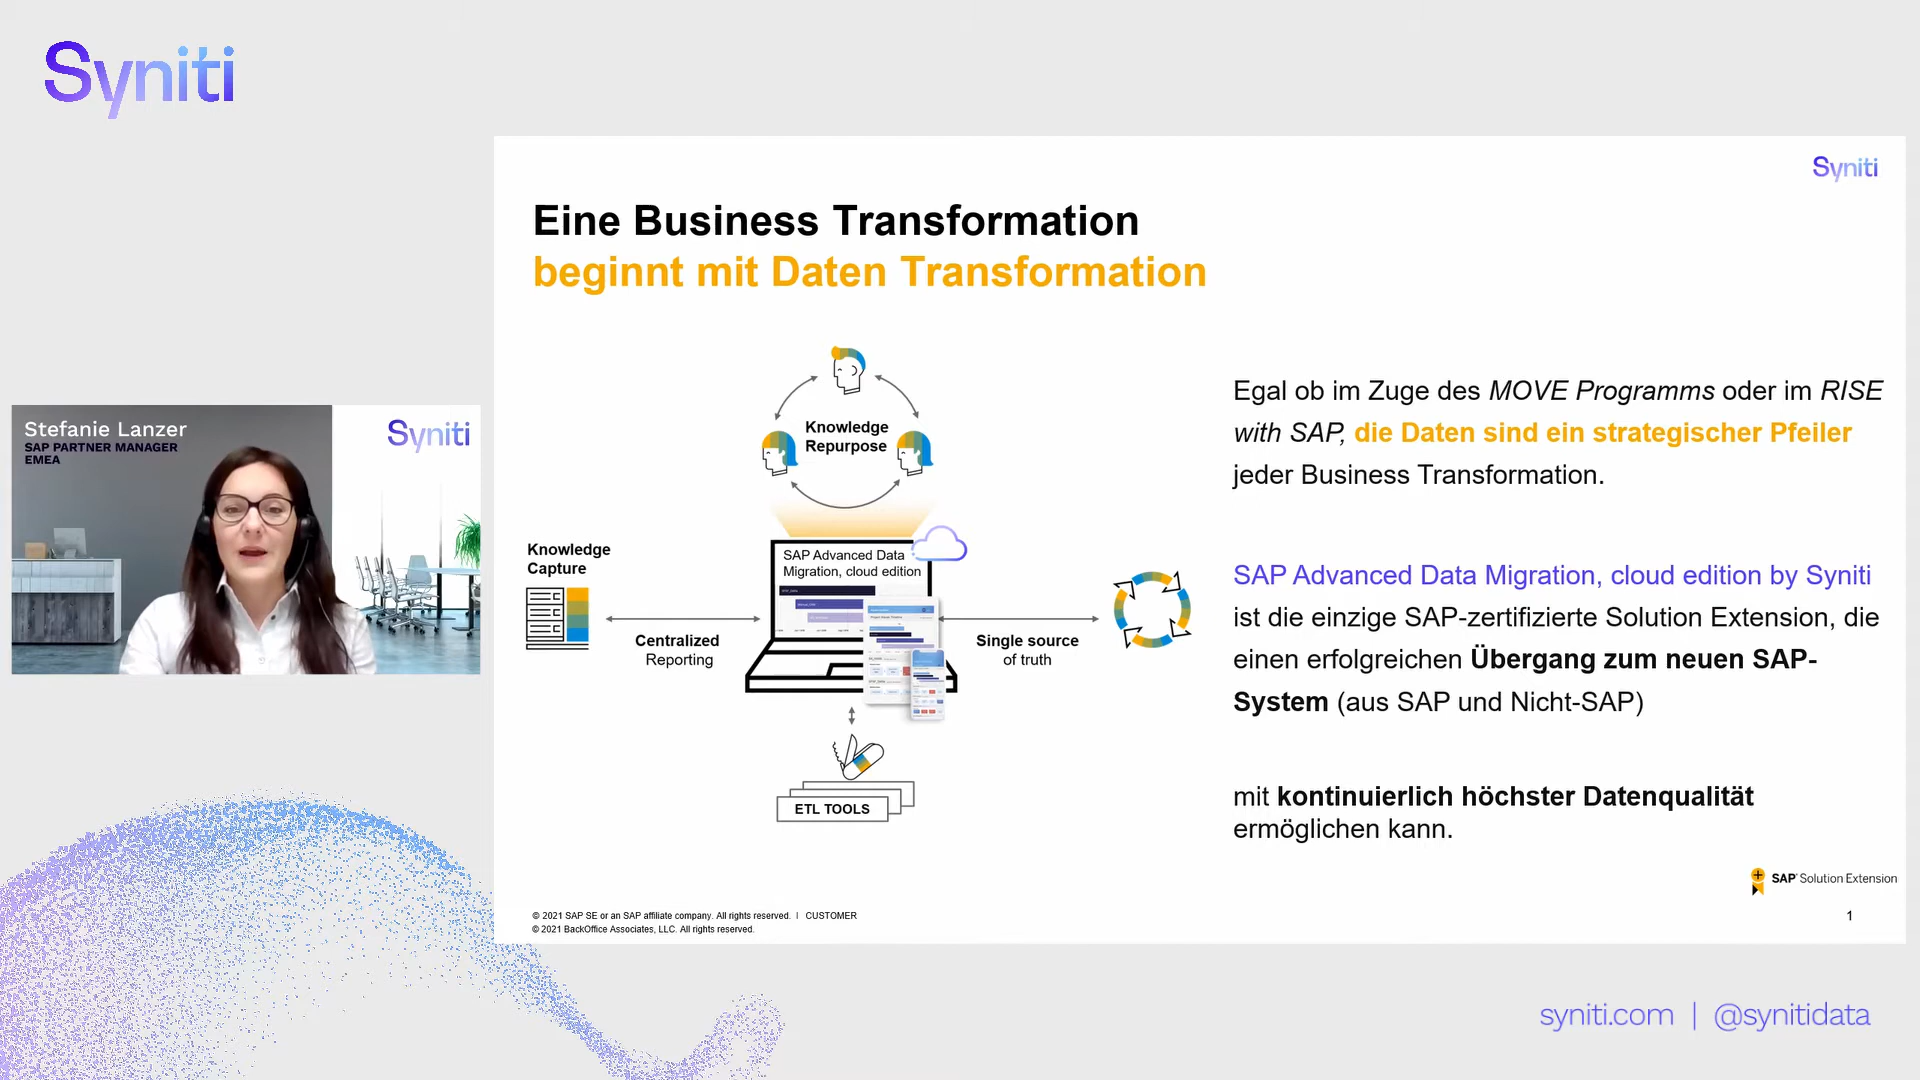 Syniti
Syniti
Eine Business Transformation
beginnt mit Daten Transformation
Stefanie Lanzer
SAP PARTNER MANAGER
EMEA
Syniti
Knowledge
Repurpose
Knowledge
Capture
SAP Advanced Data
Migration, cloud edition
Centralized
Reporting
Single source
of truth
ETL TOOLS
Egal ob im Zuge des MOVE Programms oder im RISE
with SAP, die Daten sind ein strategischer Pfeiler
jeder Business Transformation.
SAP Advanced Data Migration, cloud edition by Syniti
ist die einzige SAP-zertifizierte Solution Extension, die
einen erfolgreichen Übergang zum neuen SAP-
System (aus SAP und Nicht-SAP)
mit kontinuierlich höchster Datenqualität
ermöglichen kann.
SAP® Solution Extension
© 2021 SAP SE or an SAP affiliate company. All rights reserved. | CUSTOMER
© 2021 BackOffice Associates, LLC. All rights reserved.
1
syniti.com | @synitidata